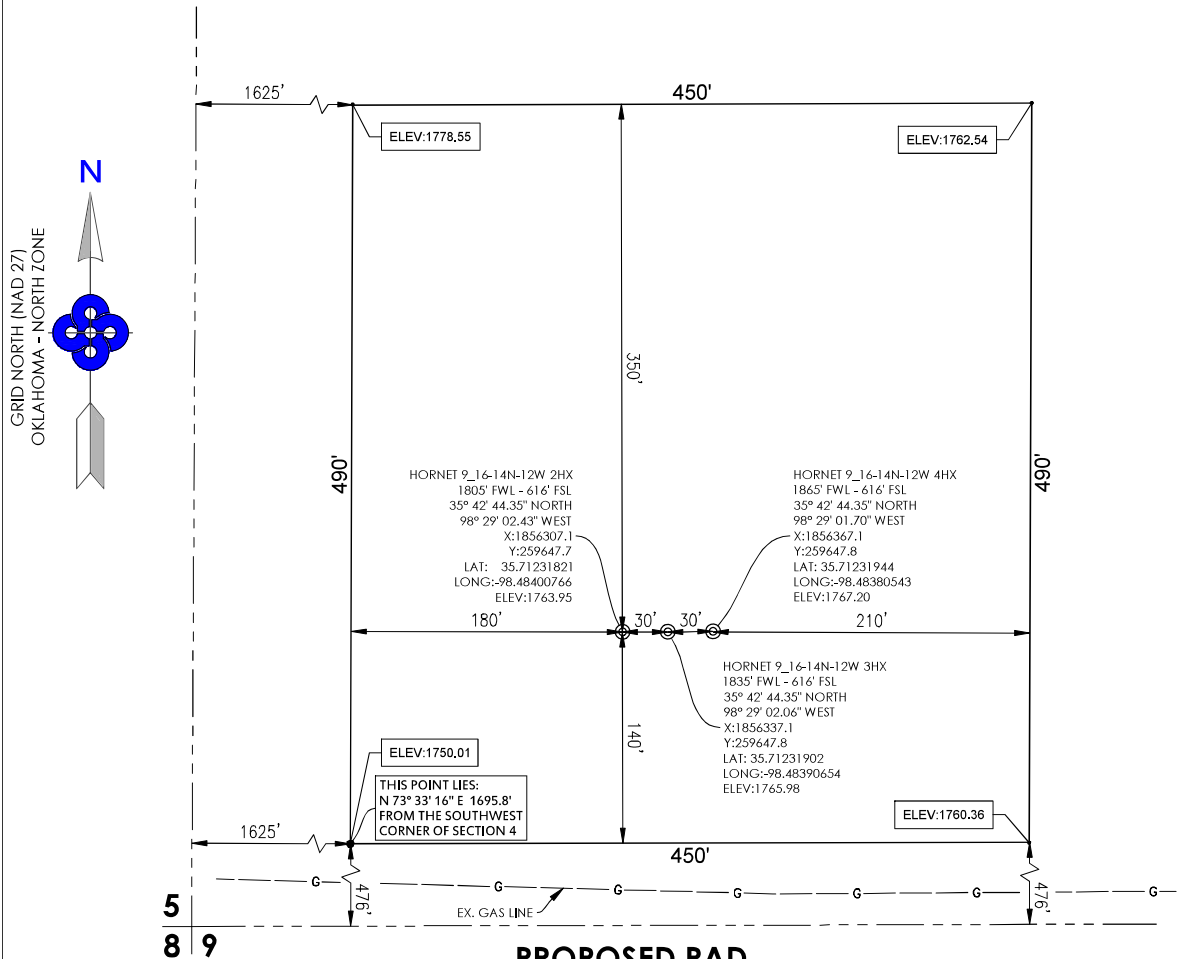 1625'
450'
ELEV:1778.55
ELEV:1762.54
N
GRID NORTH (NAD 27)
OKLAHOMA - NORTH ZONE
350'
490'
490'
HORNET 9_16-14N-12W 2HX
1805' FWL - 616' FSL
35° 42' 44.35" NORTH
98° 29' 02.43" WEST
X:1856307.1
Y:259647.7
LAT: 35.71231821
LONG:-98.48400766
ELEV:1763.95
HORNET 9_16-14N-12W 4HX
1865' FWL - 616' FSL
35° 42' 44.35" NORTH
98° 29' 01.70" WEST
X:1856367.1
Y:259647.8
LAT: 35.71231944
LONG:-98.48380543
ELEV:1767.20
180'
30'
30'
210'
HORNET 9_16-14N-12W 3HX
1835' FWL - 616' FSL
35° 42' 44.35" NORTH
98° 29' 02.06" WEST
X:1856337.1
Y:259647.8
LAT: 35.71231902
LONG:-98.48390654
ELEV:1765.98
140'
ELEV:1750.01
THIS POINT LIES:
N 73° 33' 16" E 1695.8'
FROM THE SOUTHWEST
CORNER OF SECTION 4
ELEV:1760.36
1625'
450'
G G G G G G G
476'
476'
EX. GAS LINE
5
8 9
PROPOSED PAD